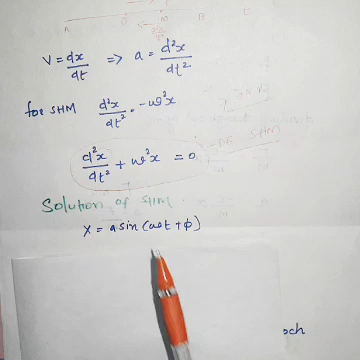 V = dx/dt => a = d²x/dt²
for SHM d²x/dt² = -ω²x
d²x/dt² + ω²x = 0
Solution of SHM.
X = a sin (ωt + φ)